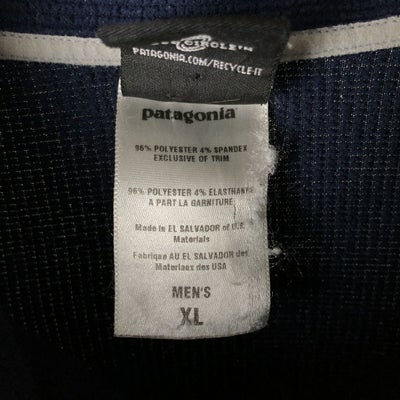 PATAGONIA.COM/RECYCLE-IT
patagonia
96% POLYESTER 4% SPANDEX
EXCLUSIVE OF TRIM
96% POLYESTER 4% ELASTHANNE
A PART LA GARNITURE
Made in EL SALVADOR of U.S.
Materials
Fabrique AU EL SALVADOR des
Materiaux des USA
MEN'S
XL